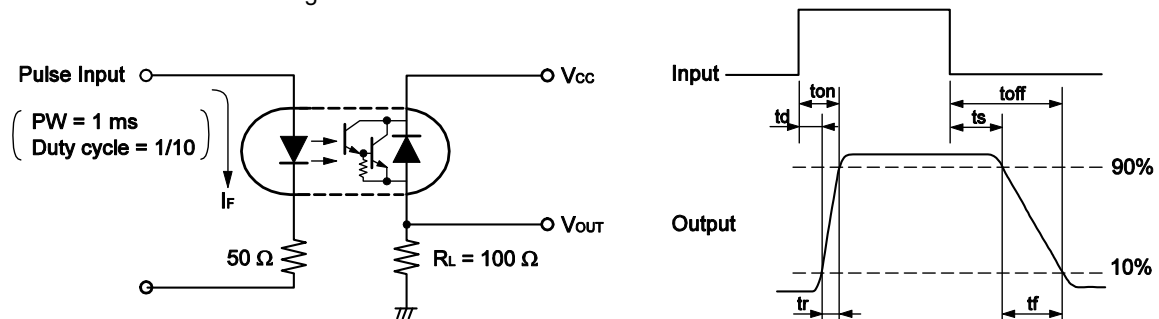 Pulse Input
PW = 1 ms
Duty cycle = 1/10
IF
50 Ω
VCC
VOUT
RL = 100 Ω
Input
ton
toff
td
ts
90%
Output
10%
tr
tf